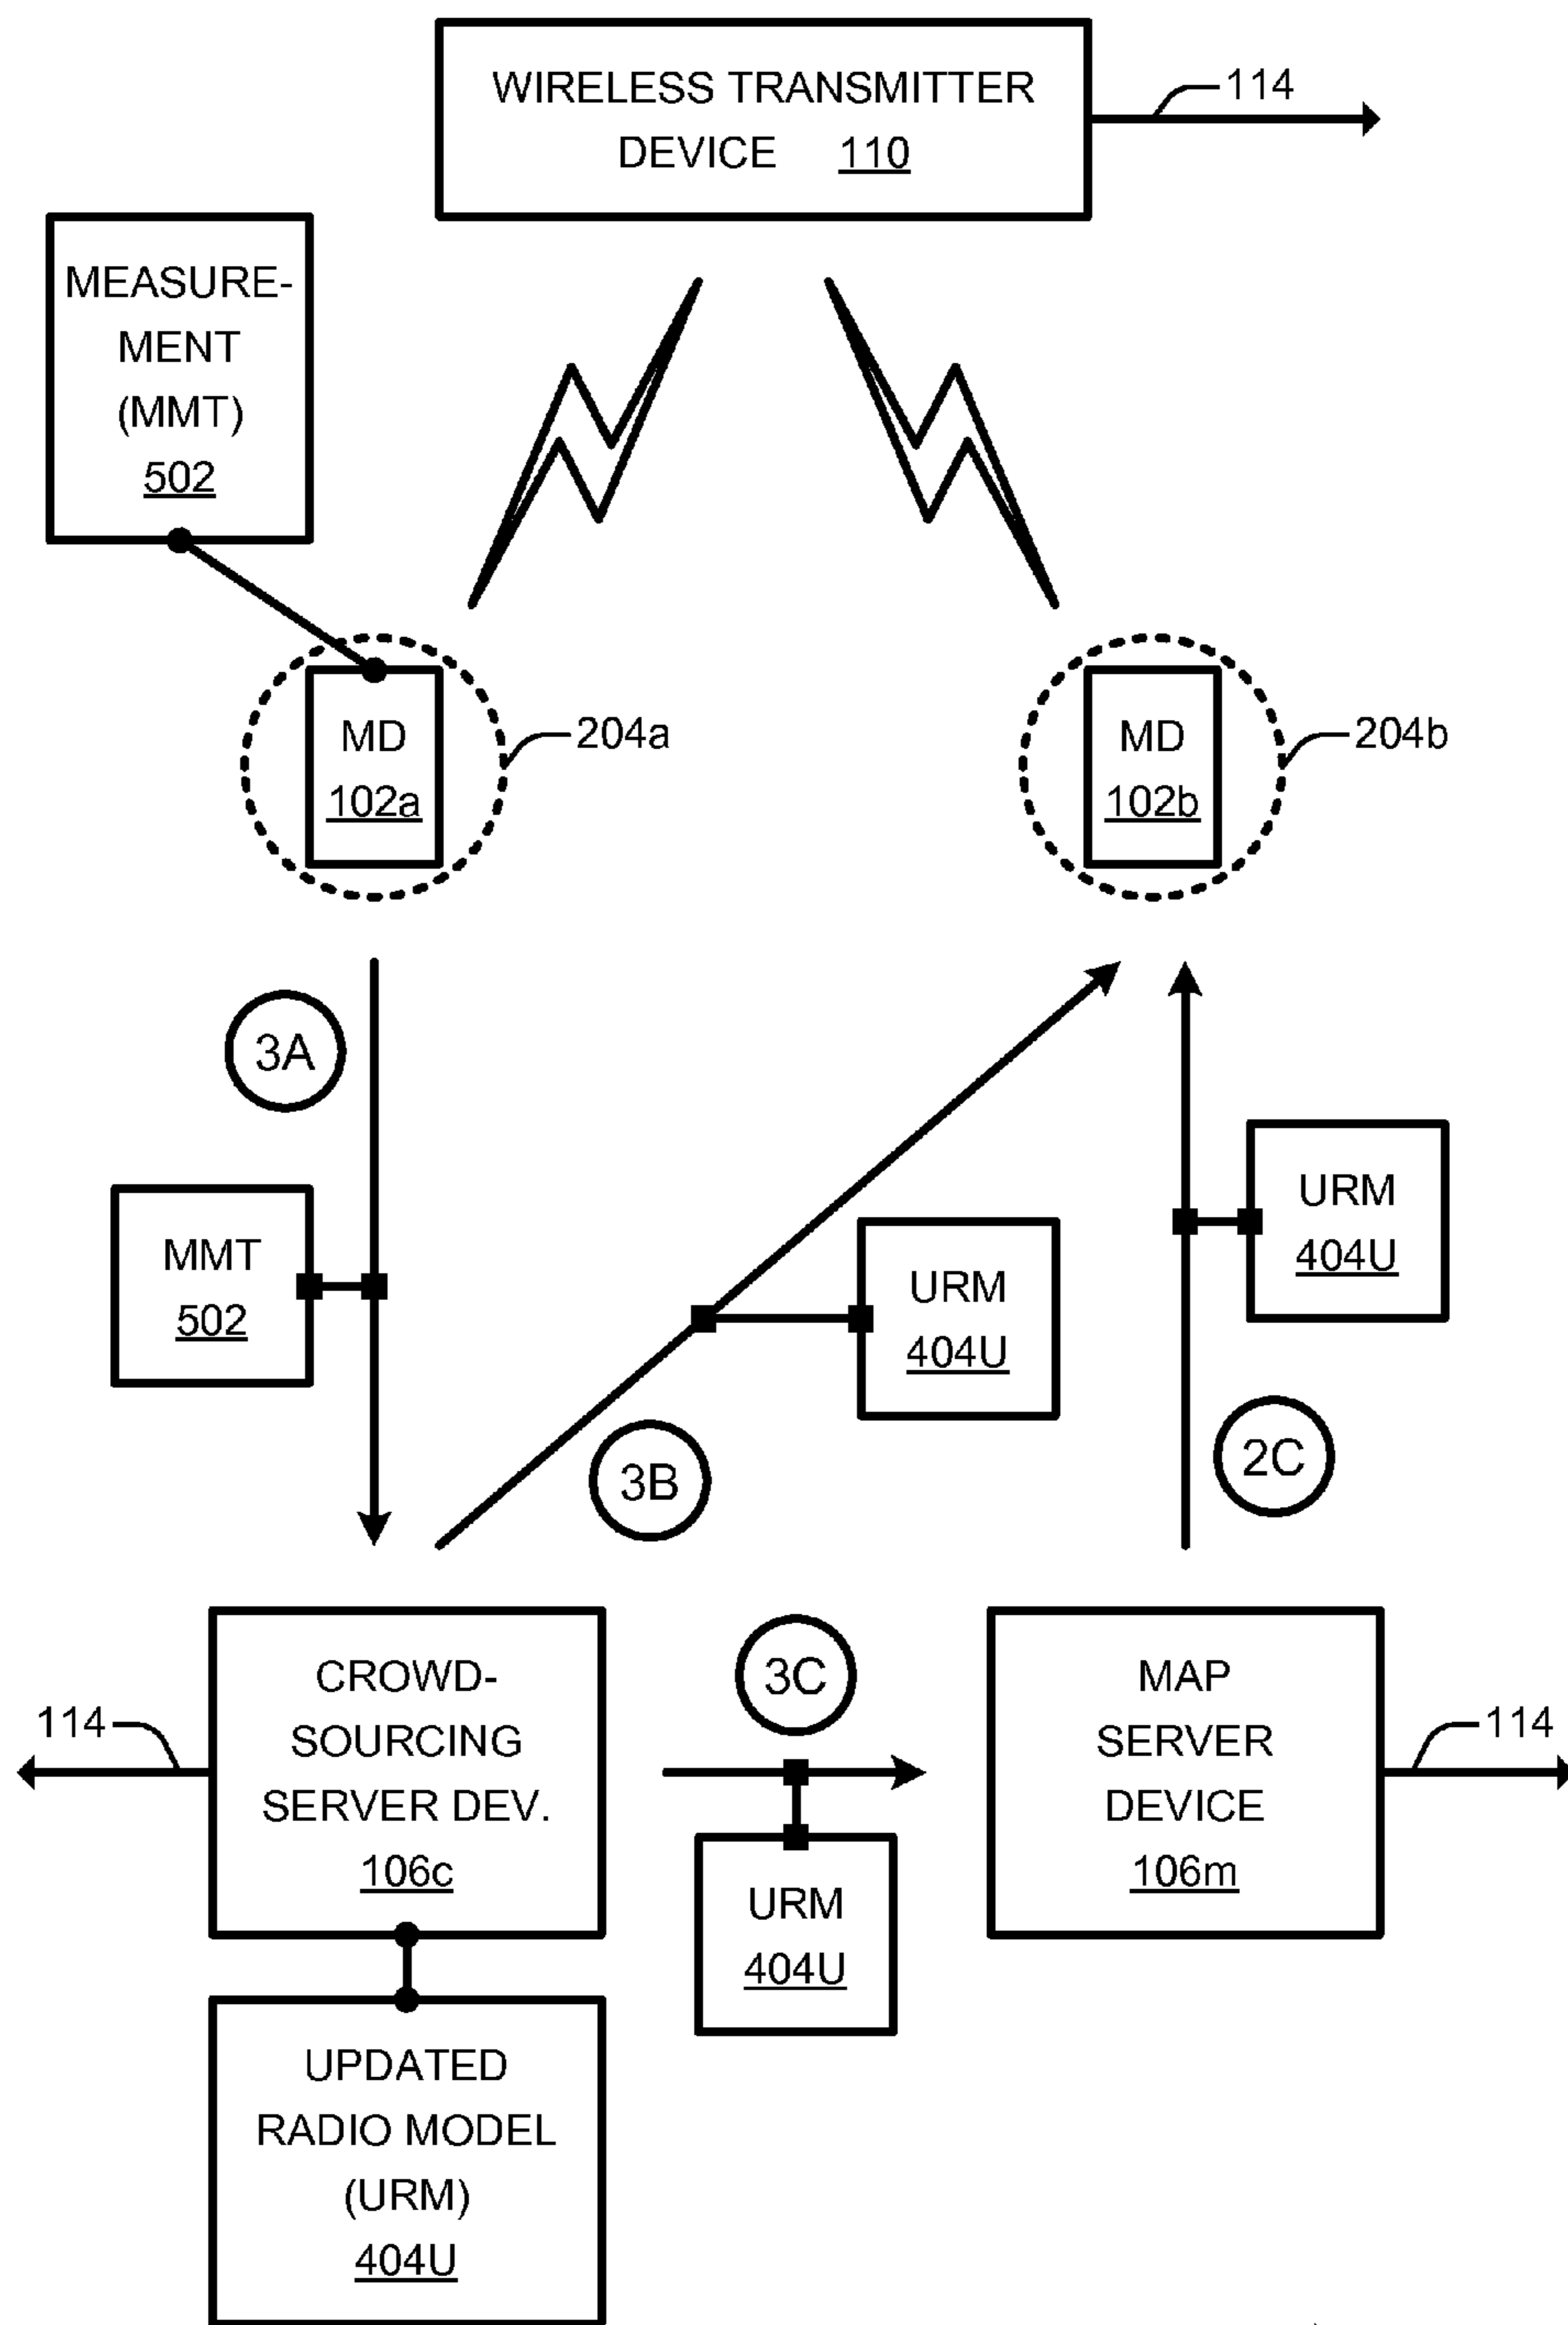 WIRELESS TRANSMITTER
DEVICE 110
114
MEASURE-
MENT
(MMT)
502
MD
102a
204a
MD
102b
204b
3A
MMT
502
URM
404U
URM
404U
3B
2C
CROWD-
SOURCING
SERVER DEV.
106c
114
3C
URM
404U
MAP
SERVER
DEVICE
106m
114
UPDATED
RADIO MODEL
(URM)
404U